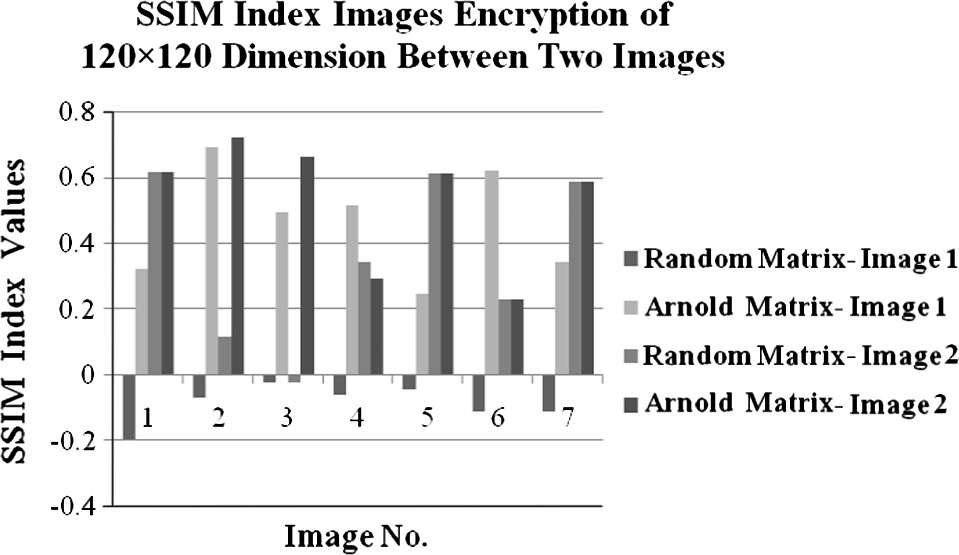 SSIM Index Images Encryption of
120×120 Dimension Between Two Images
SSIM Index Values
0.8
0.6
0.4
0.2
0
-0.2
-0.4
1 2 3 4 5 6 7
Image No.
Random Matrix- Image 1
Arnold Matrix- Image 1
Random Matrix- Image 2
Arnold Matrix- Image 2